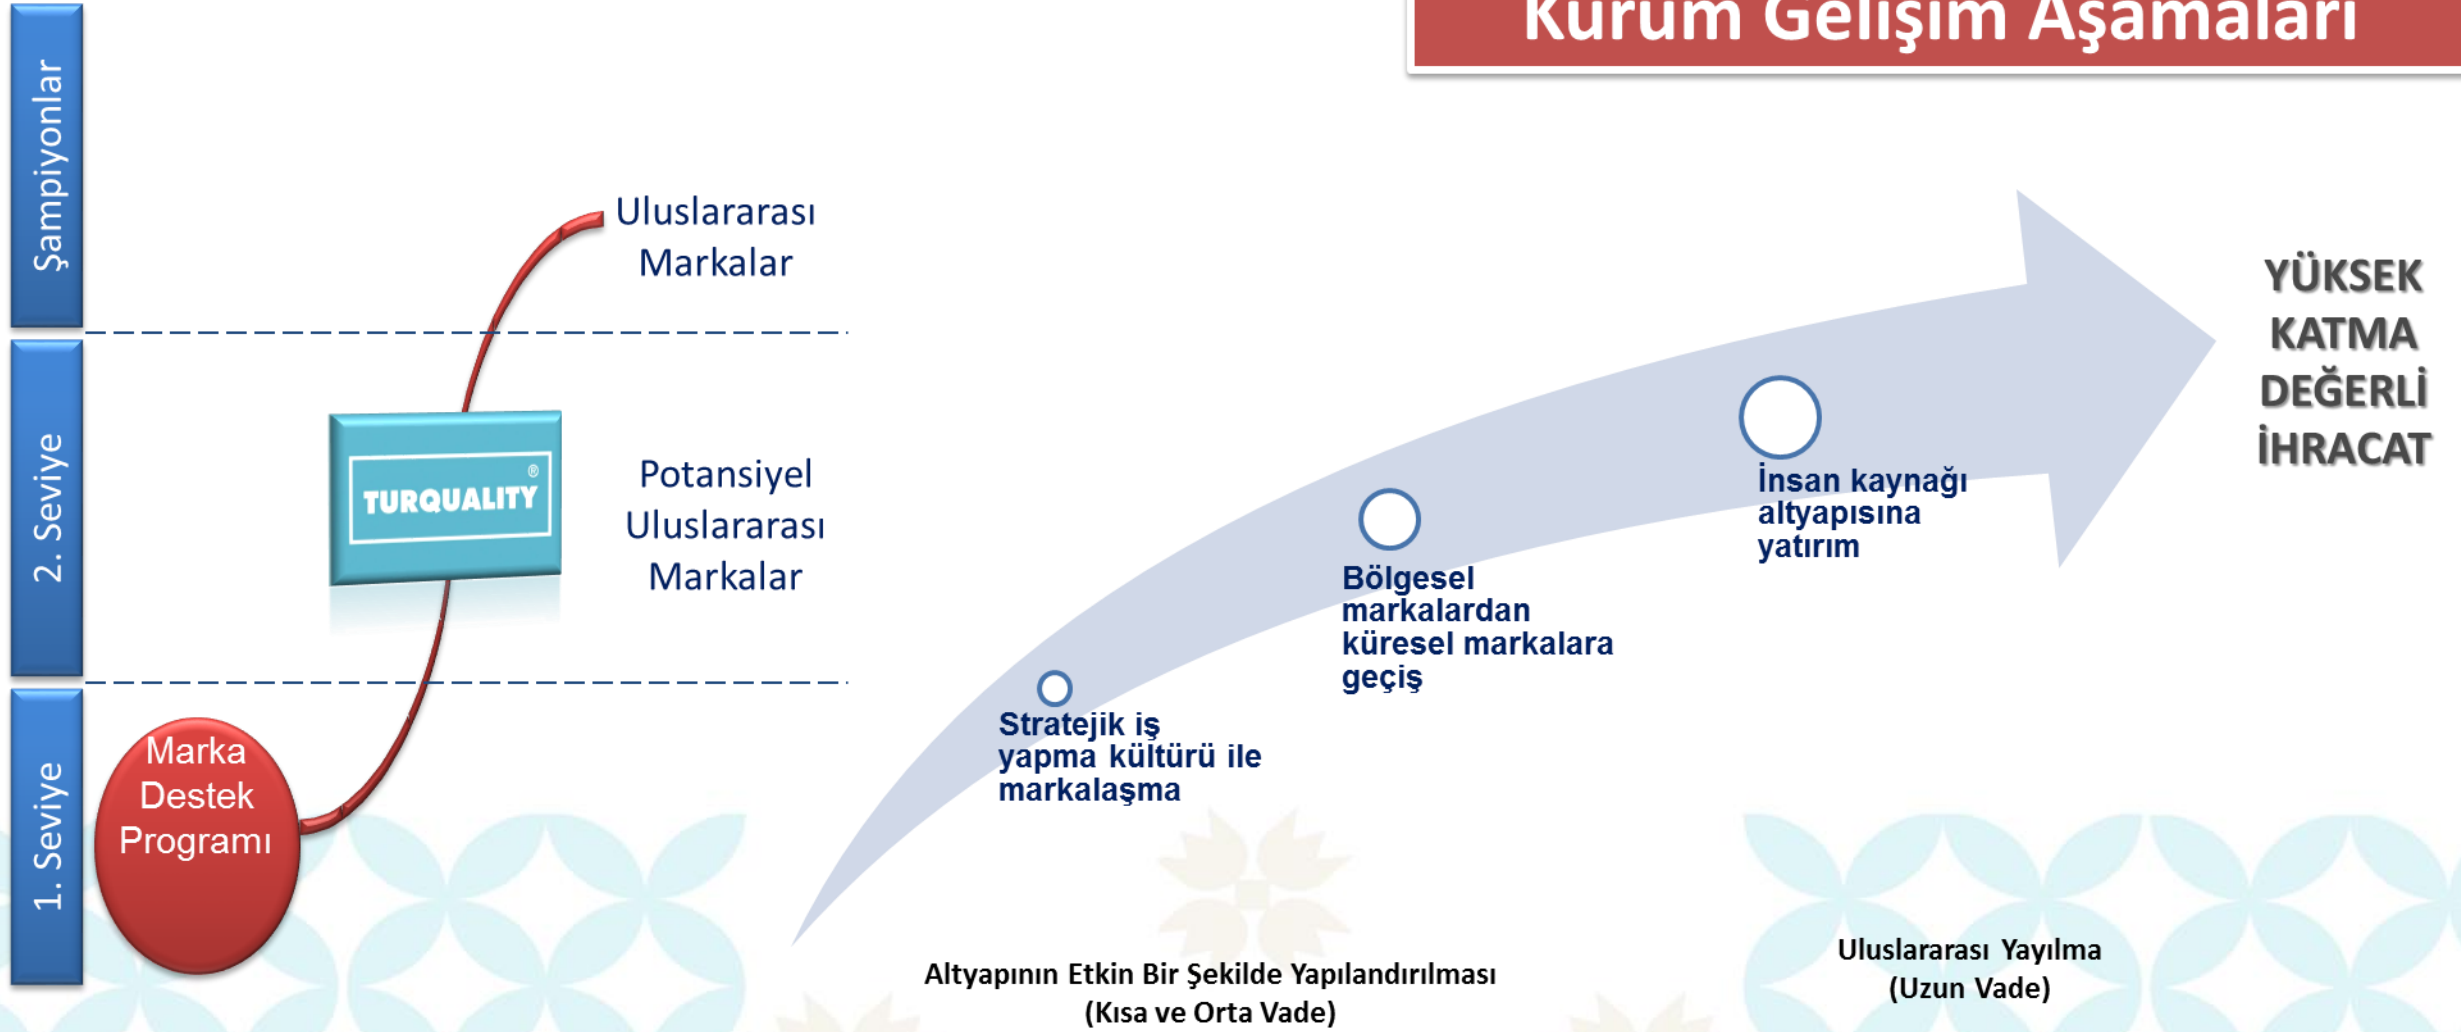 Kurum Gelişim Aşamaları
Şampiyonlar
Uluslararası
Markalar
2. Seviye
TURQUALITY®
Potansiyel
Uluslararası
Markalar
1. Seviye
Marka
Destek
Programı
Stratejik iş
yapma kültürü ile
markalaşma
Bölgesel
markalardan
küresel markalara
geçiş
İnsan kaynağı
altyapısına
yatırım
YÜKSEK
KATMA
DEĞERLİ
İHRACAT
Altyapının Etkin Bir Şekilde Yapılandırılması
(Kısa ve Orta Vade)
Uluslararası Yayılma
(Uzun Vade)